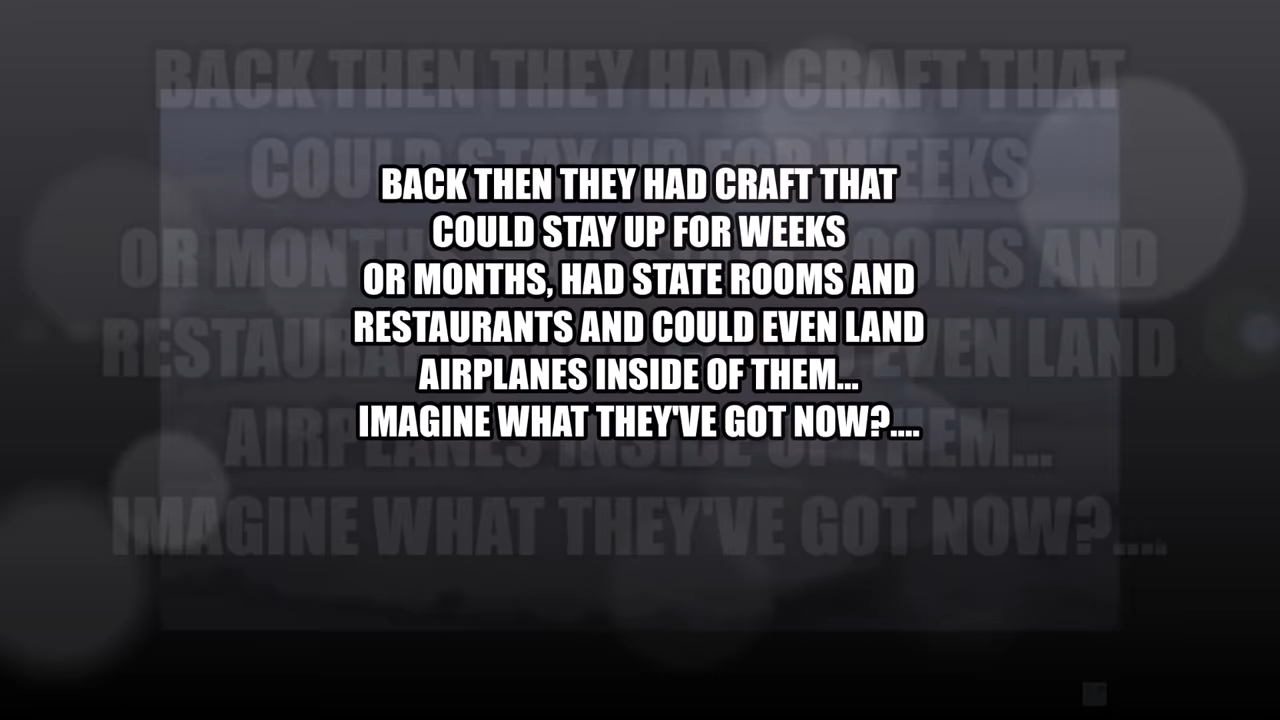 BACK THEN THEY HAD CRAFT THAT
COULD STAY UP FOR WEEKS
OR MONTHS, HAD STATE ROOMS AND
RESTAURANTS AND COULD EVEN LAND
AIRPLANES INSIDE OF THEM...
IMAGINE WHAT THEY'VE GOT NOW?....